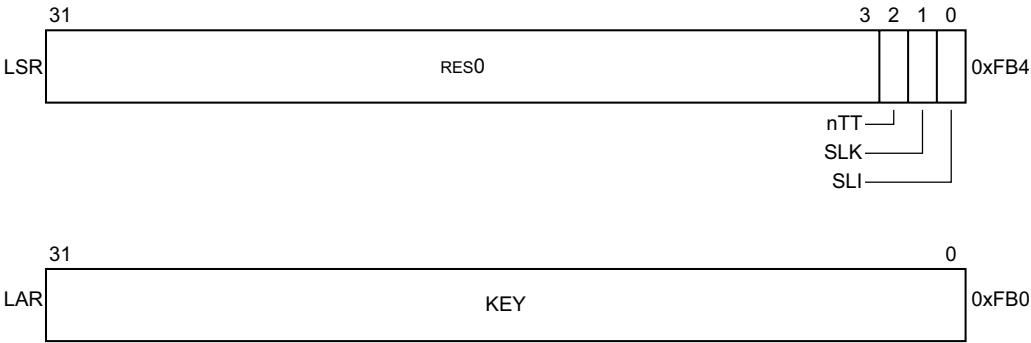 31 3 2 1 0
LSR RES0 0xFB4
nTT
SLK
SLI
31 0
LAR KEY 0xFB0